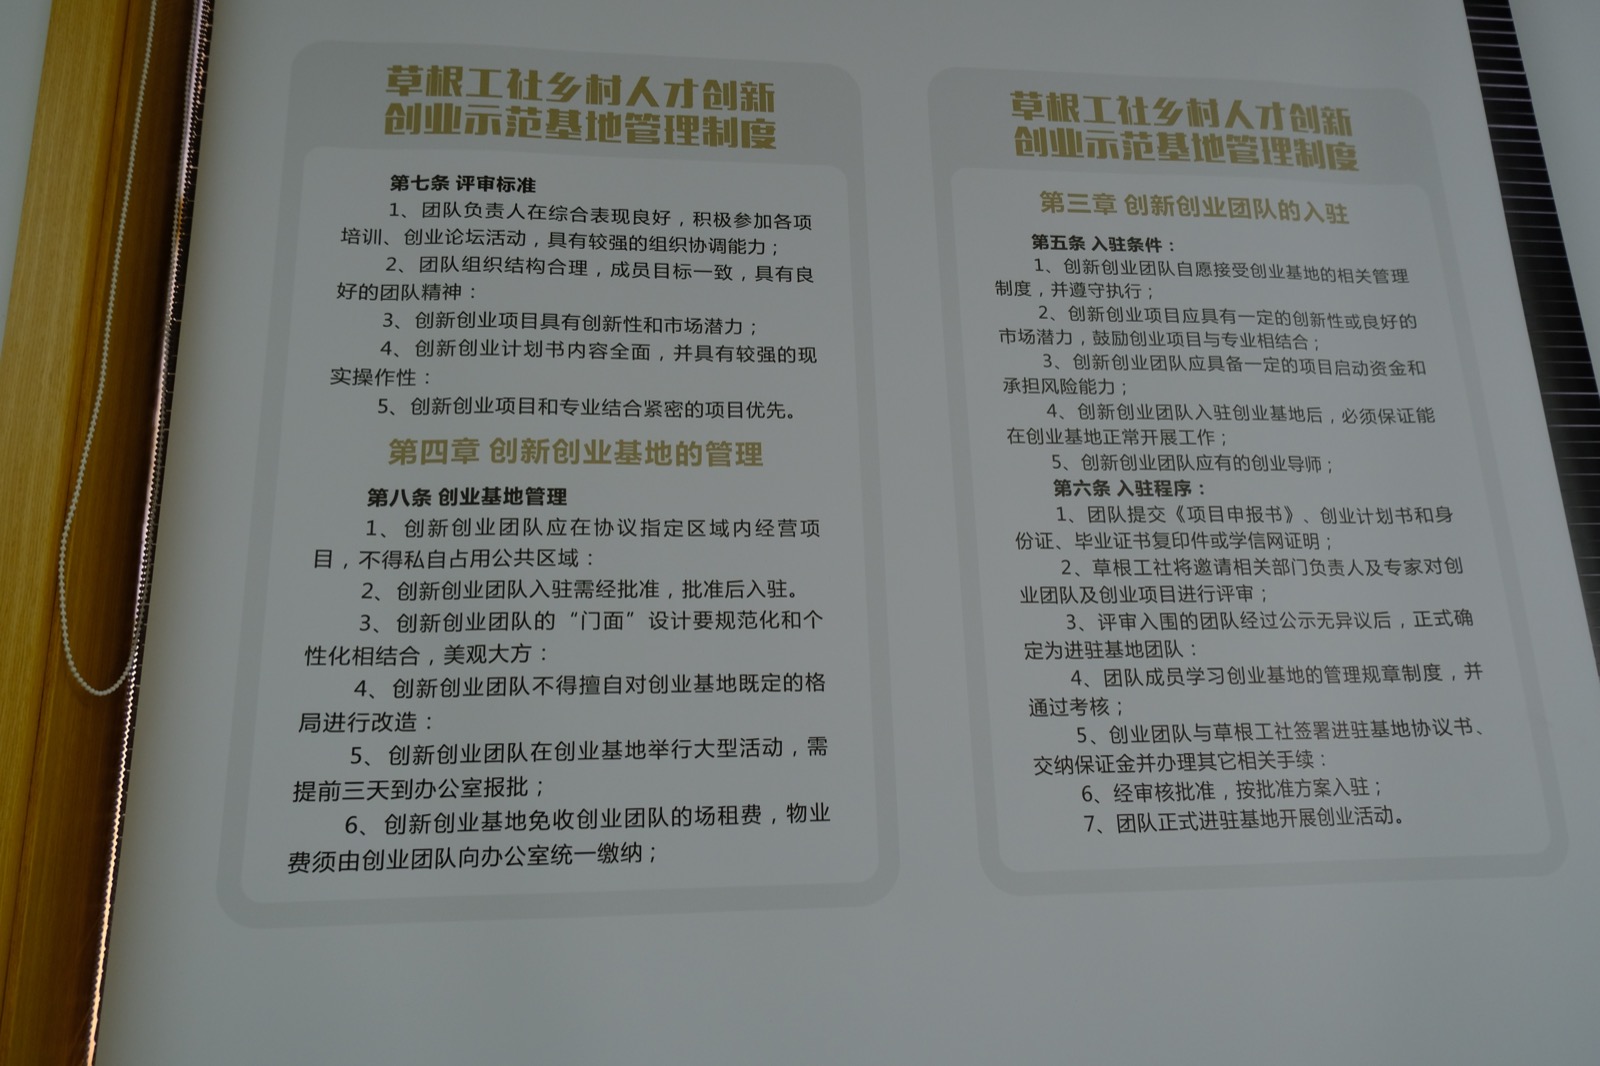 草根工社乡村人才创新
创业示范基地管理制度
第七条 评审标准
1、团队负责人在综合表现良好，积极参加各项
培训、创业论坛活动，具有较强的组织协调能力；
2、团队组织结构合理，成员目标一致，具有良
好的团队精神：
3、创新创业项目具有创新性和市场潜力；
4、创新创业计划书内容全面，并具有较强的现
实操作性：
5、创新创业项目和专业结合紧密的项目优先。
第四章 创新创业基地的管理
第八条 创业基地管理
1、创新创业团队应在协议指定区域内经营项
目，不得私自占用公共区域：
2、创新创业团队入驻需经批准，批准后入驻。
3、创新创业团队的“门面”设计要规范化和个
性化相结合，美观大方：
4、创新创业团队不得擅自对创业基地既定的格
局进行改造：
5、创新创业团队在创业基地举行大型活动，需
提前三天到办公室报批；
6、创新创业基地免收创业团队的场租费，物业
费须由创业团队向办公室统一缴纳；
草根工社乡村人才创新
创业示范基地管理制度
第三章 创新创业团队的入驻
第五条 入驻条件：
1、创新创业团队自愿接受创业基地的相关管理
制度，并遵守执行；
2、创新创业项目应具有一定的创新性或良好的
市场潜力，鼓励创业项目与专业相结合；
3、创新创业团队应具备一定的项目启动资金和
承担风险能力；
4、创新创业团队入驻创业基地后，必须保证能
在创业基地正常开展工作；
5、创新创业团队应有的创业导师；
第六条 入驻程序：
1、团队提交《项目申报书》、创业计划书和身
份证、毕业证书复印件或学信网证明；
2、草根工社将邀请相关部门负责人及专家对创
业团队及创业项目进行评审；
3、评审入围的团队经过公示无异议后，正式确
定为进驻基地团队：
4、团队成员学习创业基地的管理规章制度，并
通过考核；
5、创业团队与草根工社签署进驻基地协议书、
交纳保证金并办理其它相关手续：
6、经审核批准，按批准方案入驻；
7、团队正式进驻基地开展创业活动。